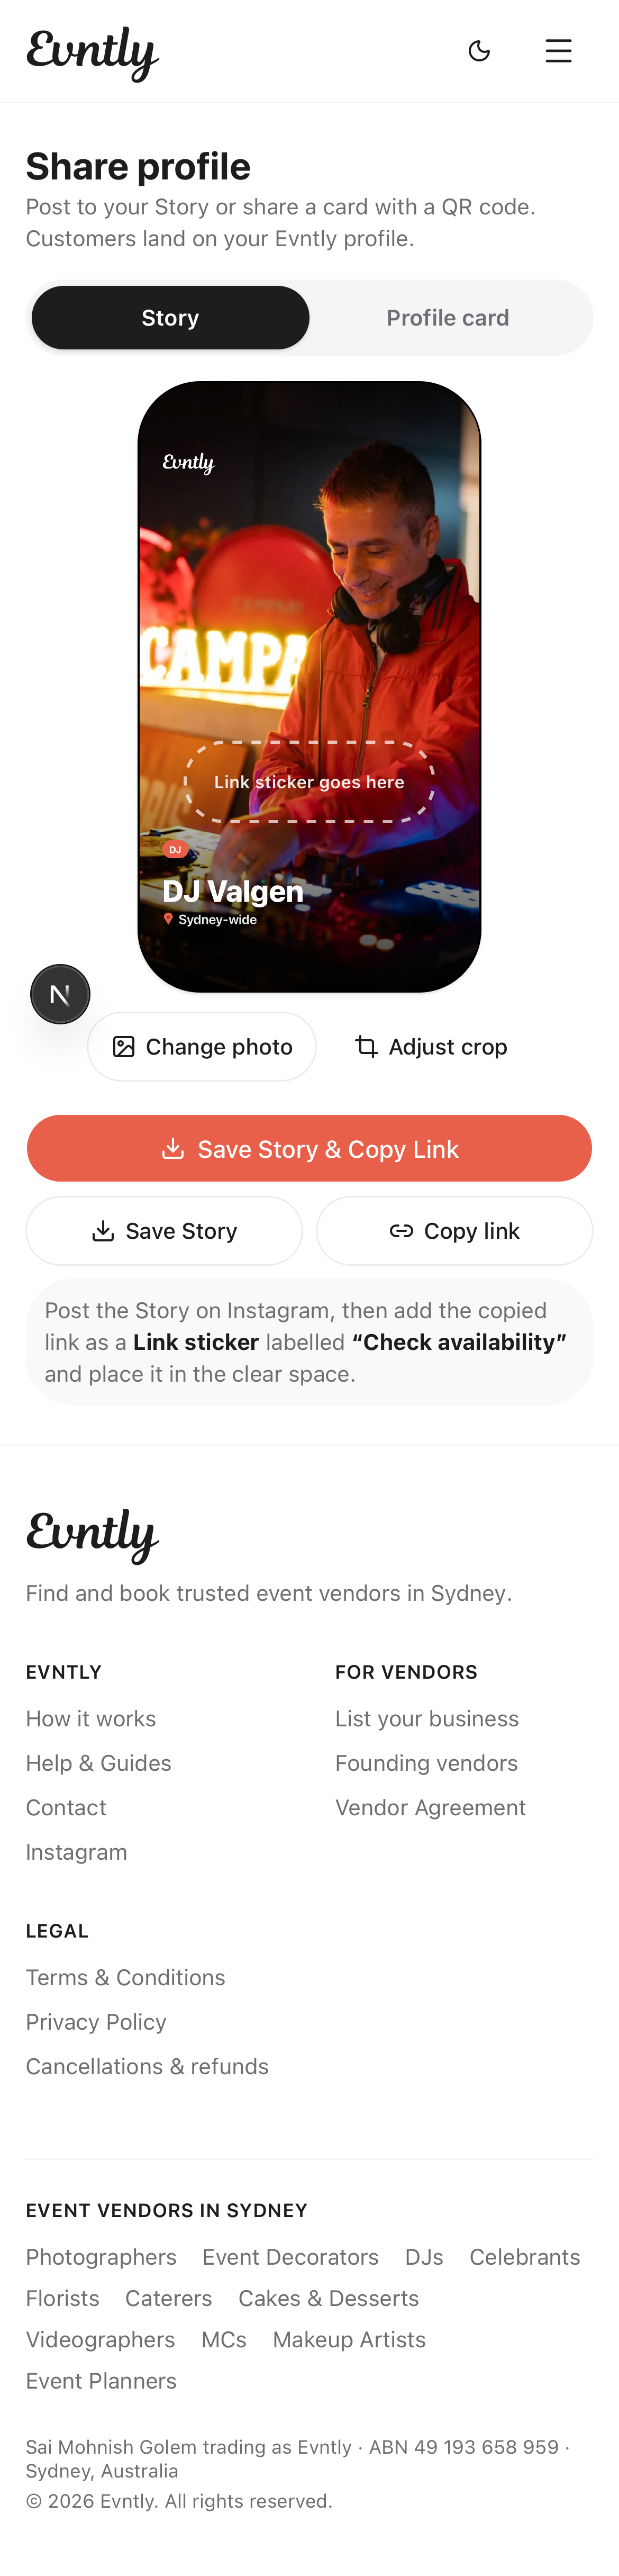 Evntly
Share profile
Post to your Story or share a card with a QR code.
Customers land on your Evntly profile.
Story
Profile card
Evntly
CAMPARI
CAMPA
Link sticker goes here
DJ
DJ Valgen
Sydney-wide
N
Change photo
Adjust crop
Save Story & Copy Link
Save Story
Copy link
Post the Story on Instagram, then add the copied
link as a Link sticker labelled “Check availability”
and place it in the clear space.
Evntly
Find and book trusted event vendors in Sydney.
EVNTLY
How it works
Help & Guides
Contact
Instagram
FOR VENDORS
List your business
Founding vendors
Vendor Agreement
LEGAL
Terms & Conditions
Privacy Policy
Cancellations & refunds
EVENT VENDORS IN SYDNEY
Photographers Event Decorators DJs Celebrants
Florists Caterers Cakes & Desserts
Videographers MCs Makeup Artists
Event Planners
Sai Mohnish Golem trading as Evntly · ABN 49 193 658 959 ·
Sydney, Australia
© 2026 Evntly. All rights reserved.